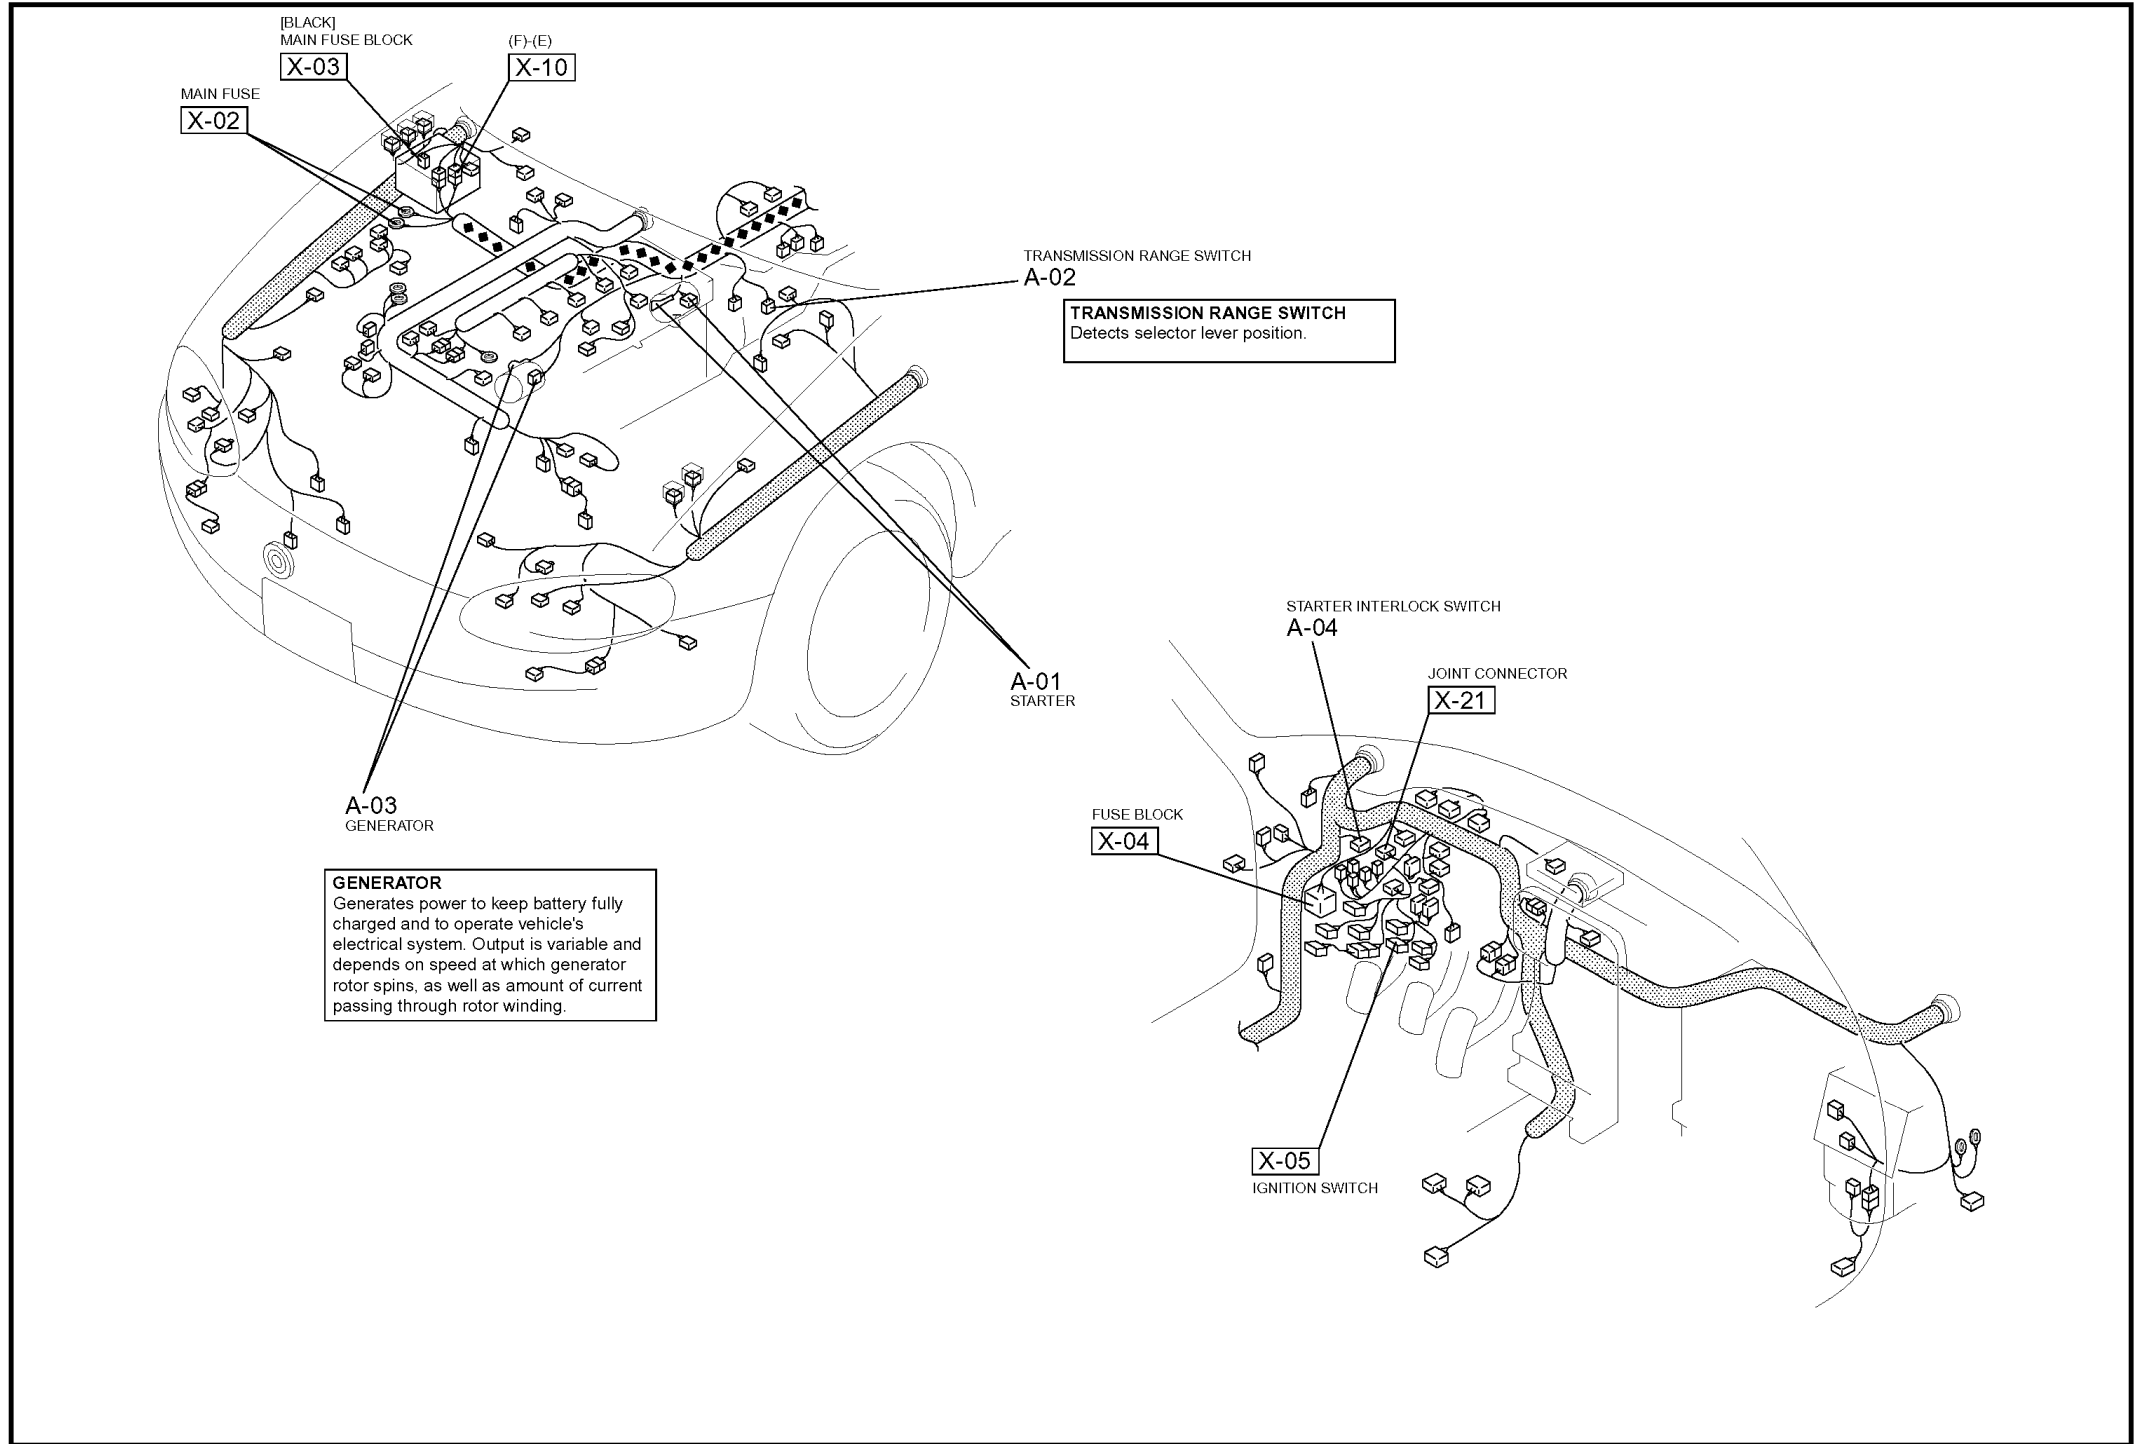 [BLACK]
MAIN FUSE BLOCK
X-03
(F)-(E)
X-10
MAIN FUSE
X-02
TRANSMISSION RANGE SWITCH
A-02
TRANSMISSION RANGE SWITCH
Detects selector lever position.
A-01
STARTER
A-03
GENERATOR
GENERATOR
Generates power to keep battery fully
charged and to operate vehicle's
electrical system. Output is variable and
depends on speed at which generator
rotor spins, as well as amount of current
passing through rotor winding.
STARTER INTERLOCK SWITCH
A-04
JOINT CONNECTOR
X-21
FUSE BLOCK
X-04
X-05
IGNITION SWITCH